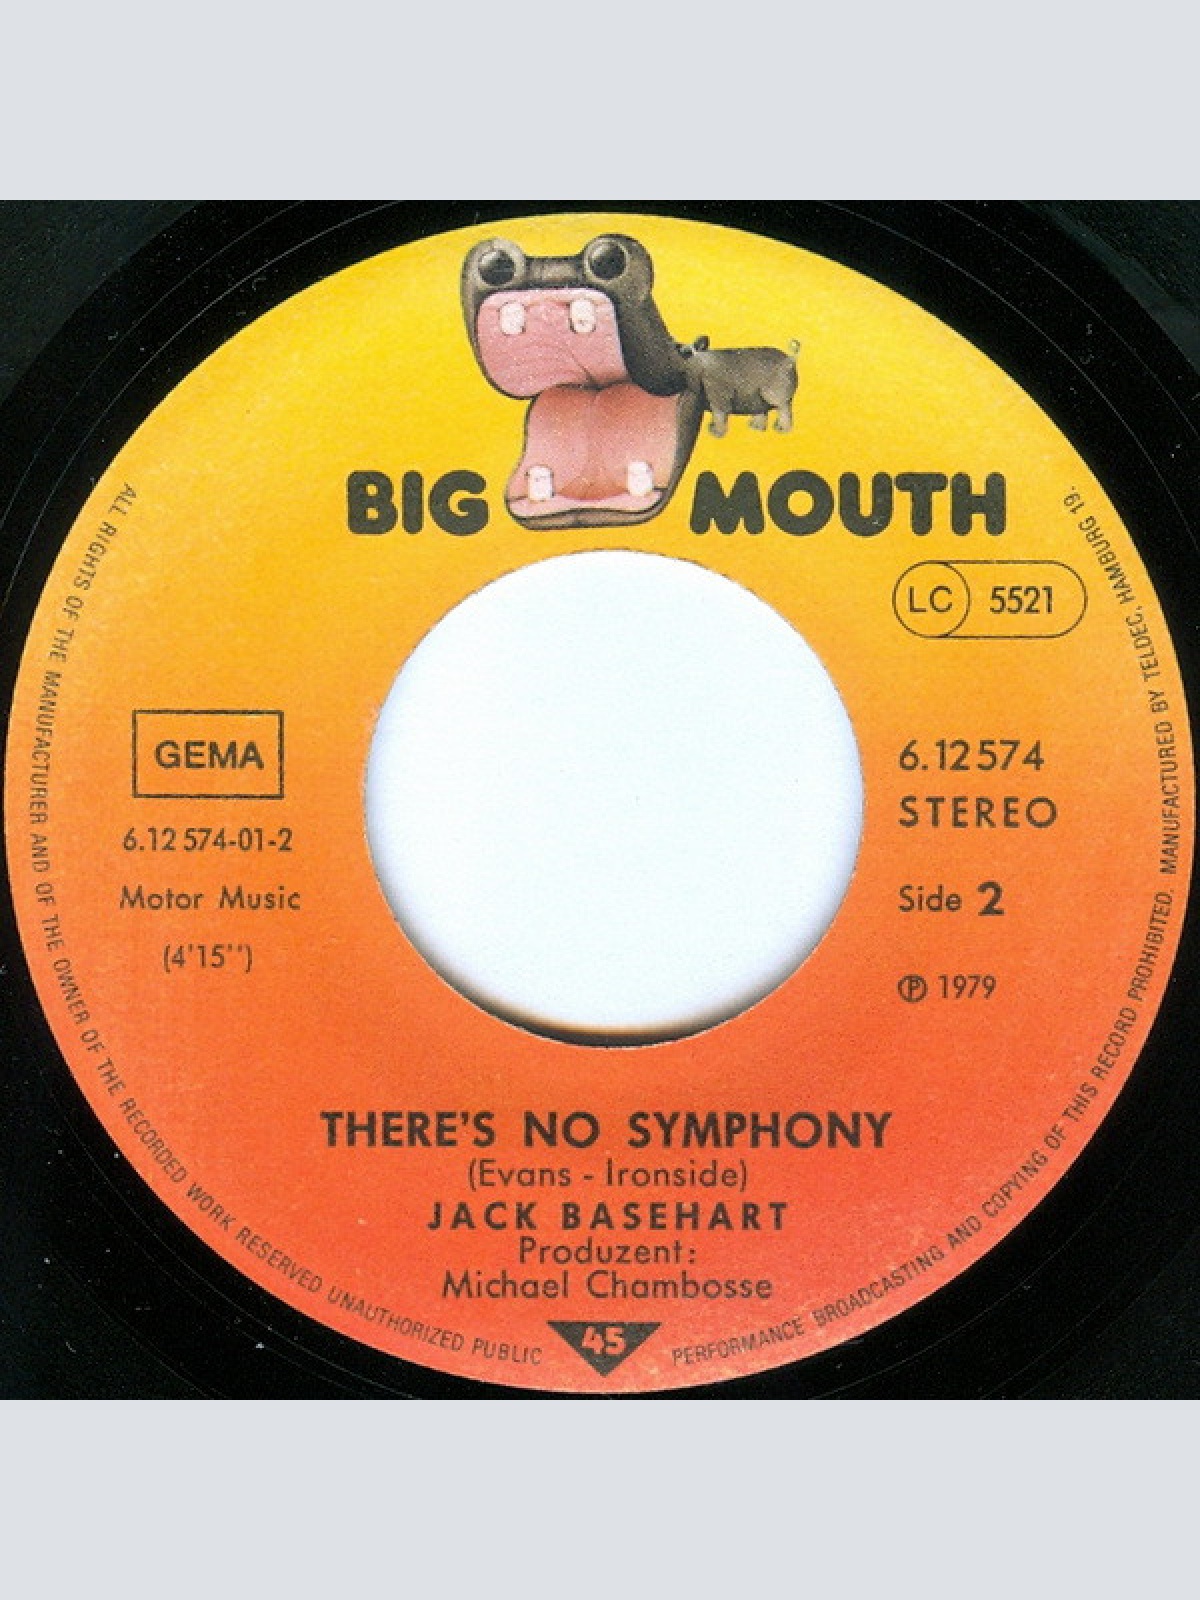 BIG MOUTH
LC 5521
GEMA
6.12 574-01-2
Motor Music
(4'15'')
6.12574
STEREO
Side 2
℗ 1979
THERE'S NO SYMPHONY
(Evans - Ironside)
JACK BASEHART
Produzent:
Michael Chambosse
45
ALL RIGHTS OF THE MANUFACTURER AND OF THE OWNER OF THE RECORDED WORK RESERVED UNAUTHORIZED PUBLIC PERFORMANCE BROADCASTING AND COPYING OF THIS RECORD PROHIBITED. MANUFACTURED BY TELDEC, HAMBURG 19.